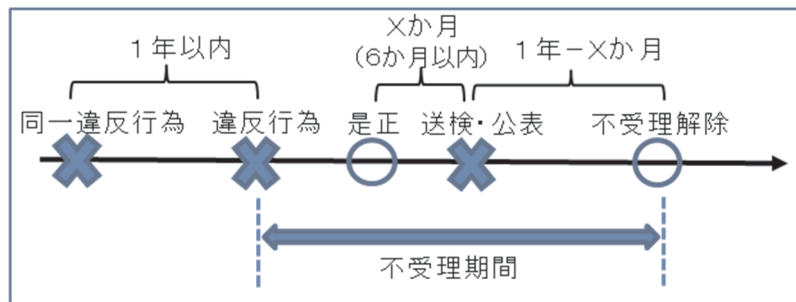 1年以内
Xか月
(6か月以内)
1年−Xか月
同一違反行為
違反行為
是正
送検・公表
不受理解除
不受理期間